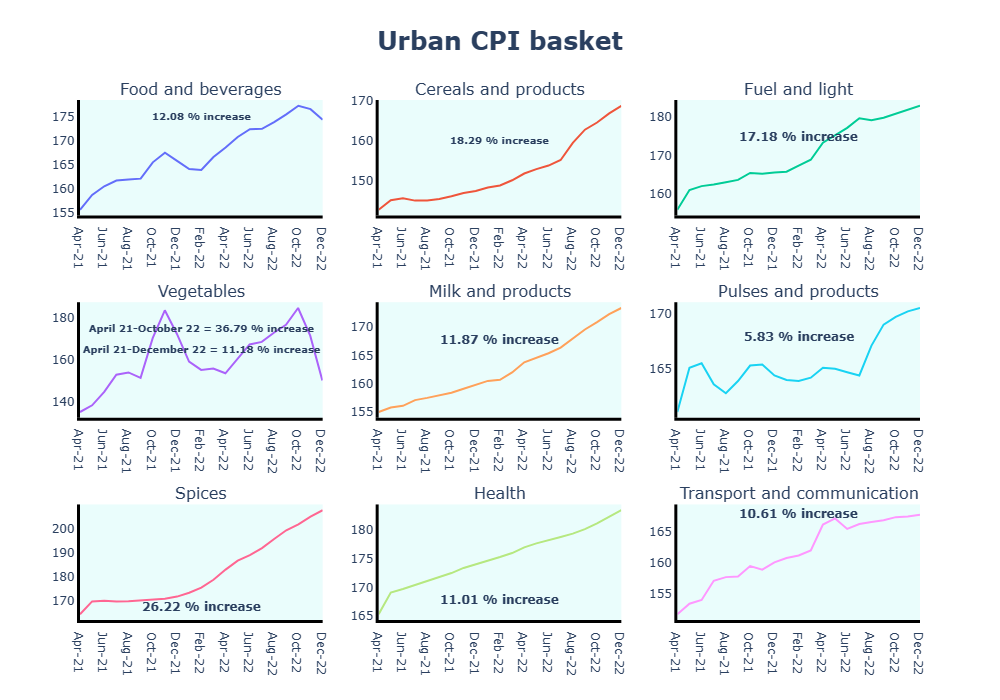 Urban CPI basket
Food and beverages
12.08 % increase
175
170
165
160
155
Apr-21 Jun-21 Aug-21 Oct-21 Dec-21 Feb-22 Apr-22 Jun-22 Aug-22 Oct-22 Dec-22
Cereals and products
18.29 % increase
170
160
150
Apr-21 Jun-21 Aug-21 Oct-21 Dec-21 Feb-22 Apr-22 Jun-22 Aug-22 Oct-22 Dec-22
Fuel and light
17.18 % increase
180
170
160
Apr-21 Jun-21 Aug-21 Oct-21 Dec-21 Feb-22 Apr-22 Jun-22 Aug-22 Oct-22 Dec-22
Vegetables
April 21-October 22 = 36.79 % increase
April 21-December 22 = 11.18 % increase
180
160
140
Apr-21 Jun-21 Aug-21 Oct-21 Dec-21 Feb-22 Apr-22 Jun-22 Aug-22 Oct-22 Dec-22
Milk and products
11.87 % increase
170
165
160
155
Apr-21 Jun-21 Aug-21 Oct-21 Dec-21 Feb-22 Apr-22 Jun-22 Aug-22 Oct-22 Dec-22
Pulses and products
5.83 % increase
170
165
Apr-21 Jun-21 Aug-21 Oct-21 Dec-21 Feb-22 Apr-22 Jun-22 Aug-22 Oct-22 Dec-22
Spices
26.22 % increase
200
190
180
170
Apr-21 Jun-21 Aug-21 Oct-21 Dec-21 Feb-22 Apr-22 Jun-22 Aug-22 Oct-22 Dec-22
Health
11.01 % increase
180
175
170
165
Apr-21 Jun-21 Aug-21 Oct-21 Dec-21 Feb-22 Apr-22 Jun-22 Aug-22 Oct-22 Dec-22
Transport and communication
10.61 % increase
165
160
155
Apr-21 Jun-21 Aug-21 Oct-21 Dec-21 Feb-22 Apr-22 Jun-22 Aug-22 Oct-22 Dec-22